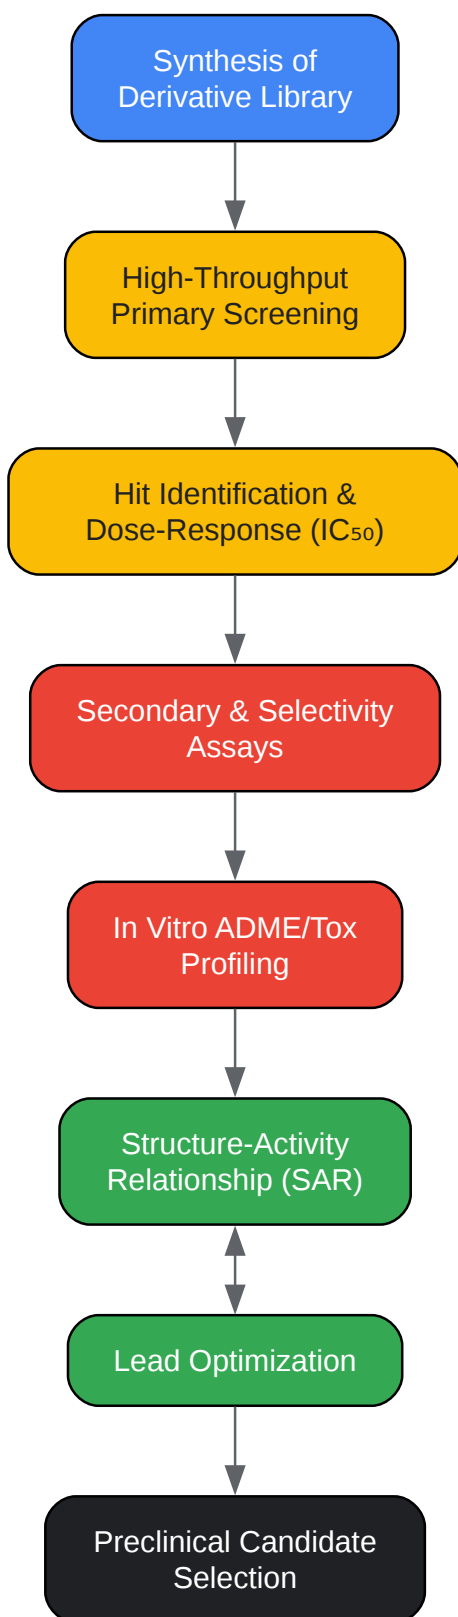 Synthesis of
Derivative Library
High-Throughput
Primary Screening
Hit Identification &
Dose-Response (IC₅₀)
Secondary & Selectivity
Assays
In Vitro ADME/Tox
Profiling
Structure-Activity
Relationship (SAR)
Lead Optimization
Preclinical Candidate
Selection